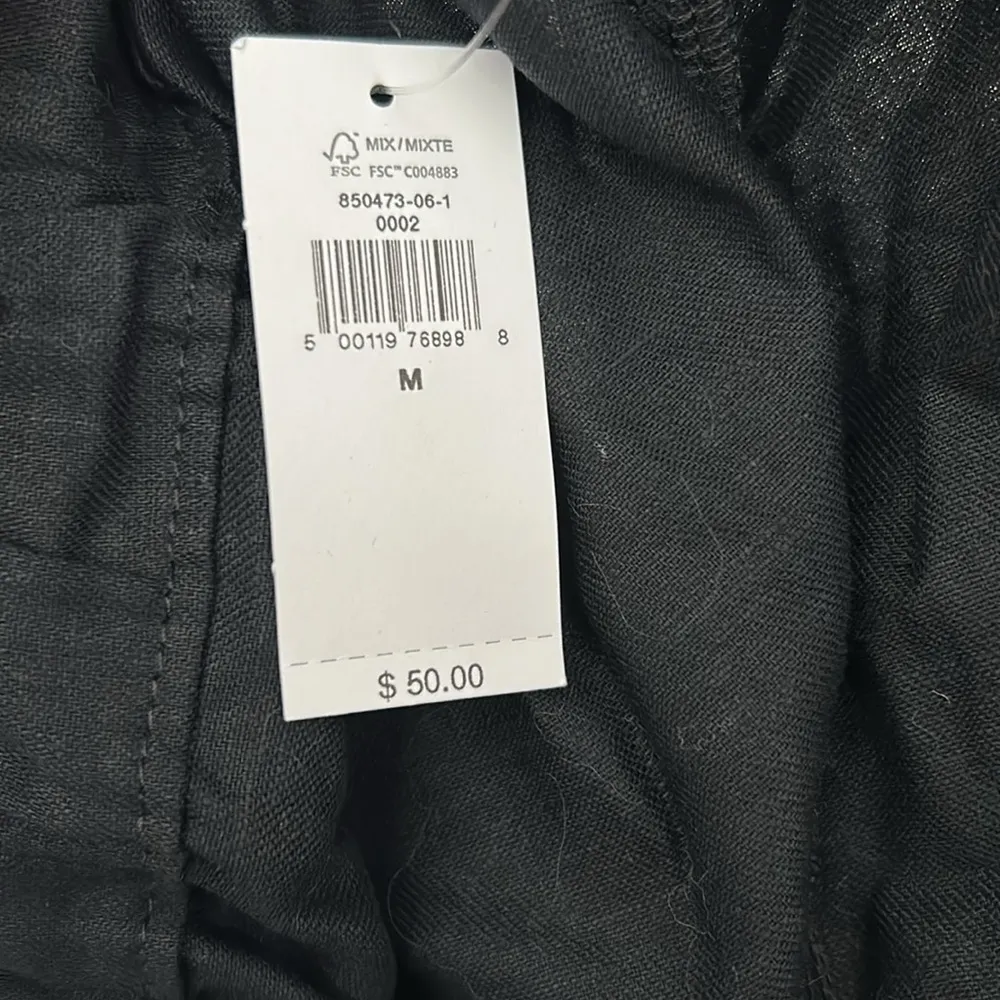 MIX/MIXTE
FSC FSC™ C004883
850473-06-1
0002
5 00119 76898 8
M
$ 50.00